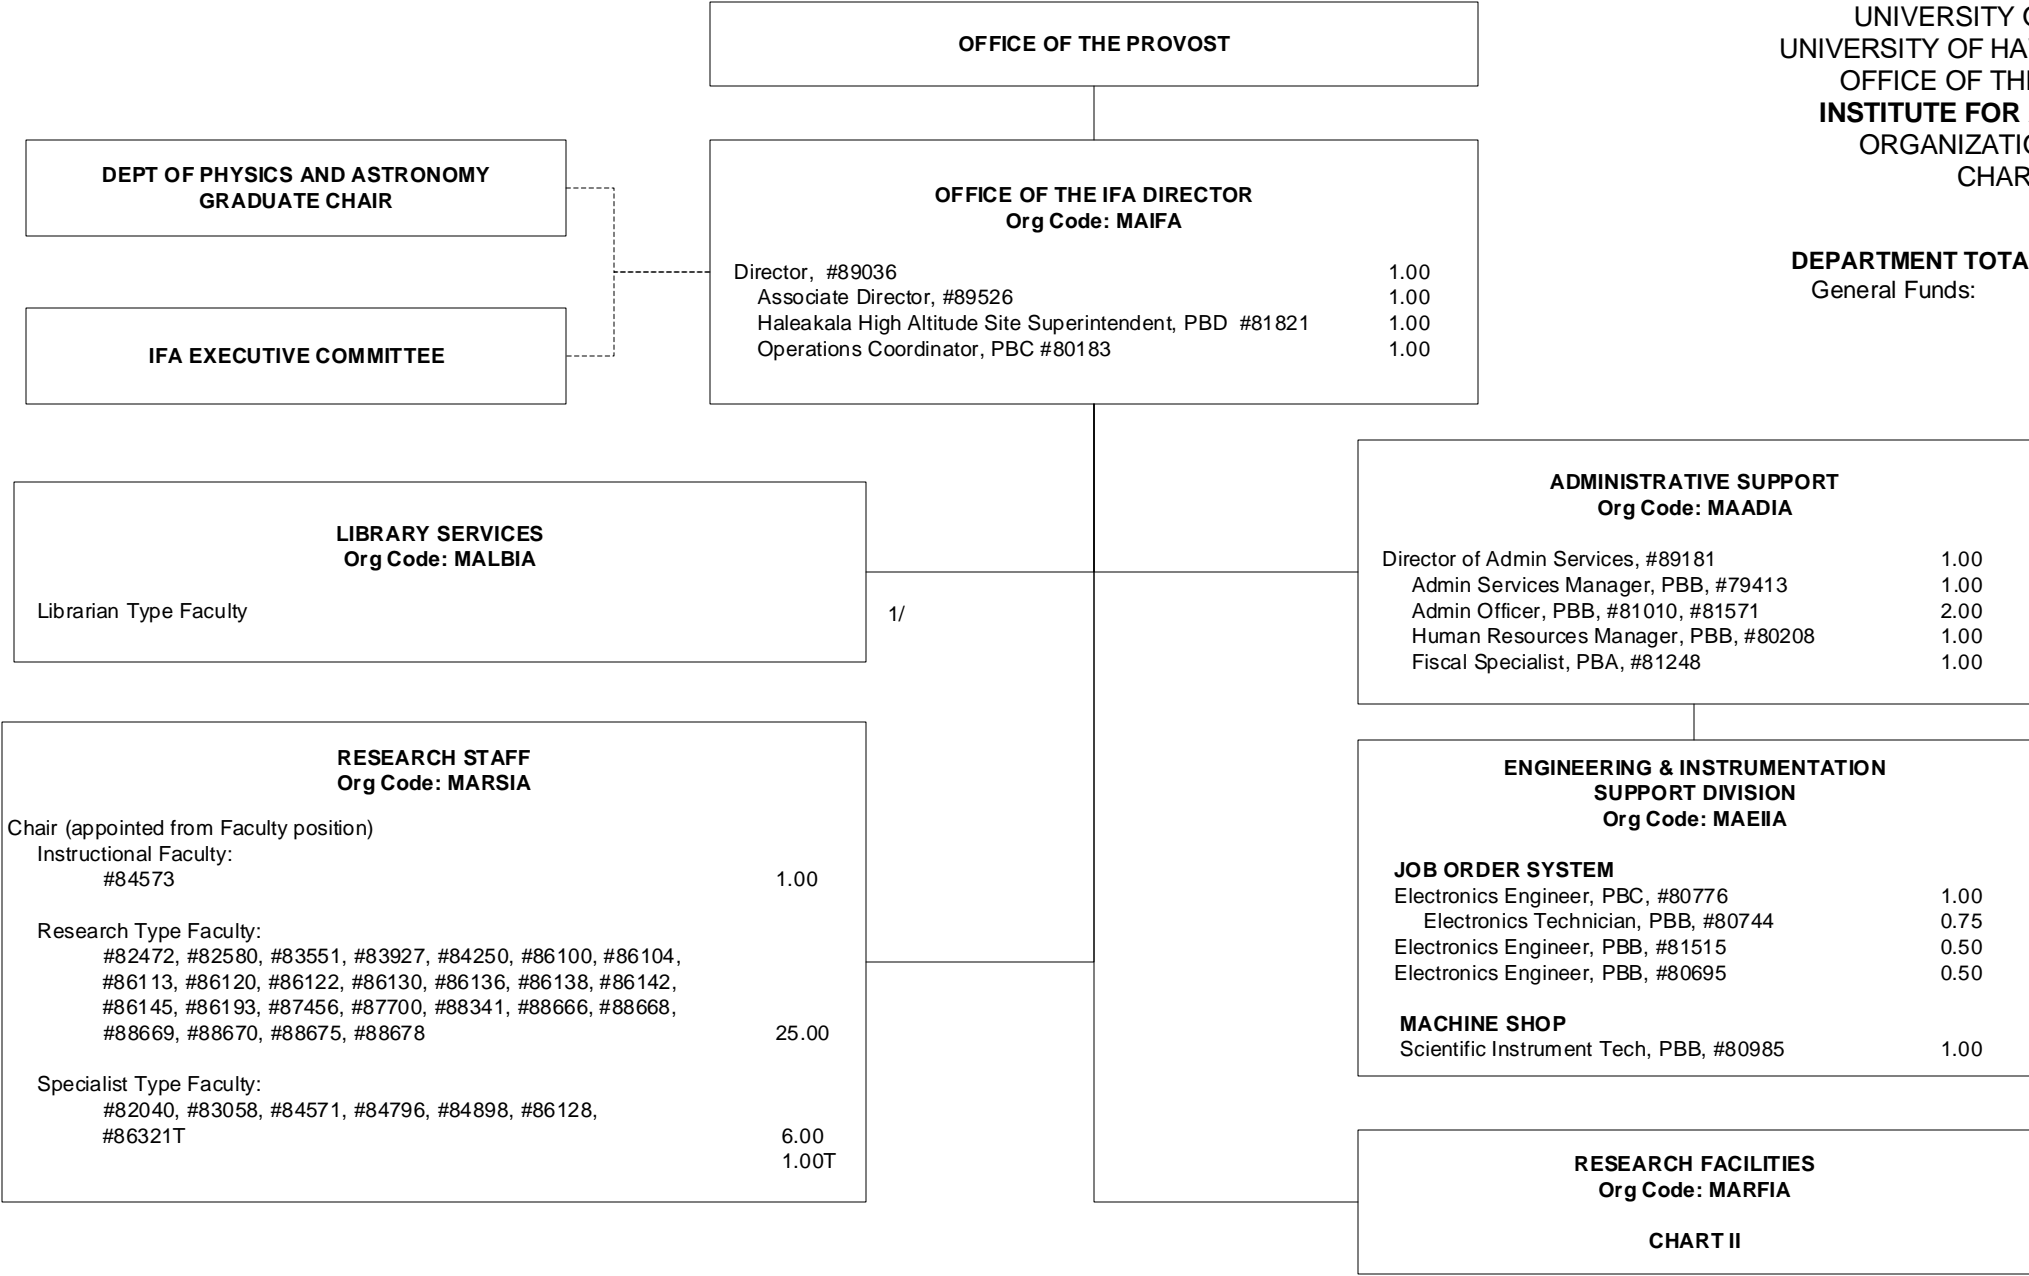 OFFICE OF THE PROVOST
UNIVERSITY
UNIVERSITY OF
OFFICE OF
INSTITUTE FOR
DEPT OF PHYSICS AND ASTRONOMY
GRADUATE CHAIR
OFFICE OF THE IFA DIRECTOR
Org Code: MAIFA
Director, #89036 1.00
Associate Director, #89526 1.00
Haleakala High Altitude Site Superintendent, PBD #81821 1.00
Operations Coordinator, PBC #80183 1.00
General Funds:
DEPARTMENT
IFA EXECUTIVE COMMITTEE
LIBRARY SERVICES
Org Code: MALBIA
Librarian Type Faculty 1/
ADMINISTRATIVE SUPPORT
Org Code: MAADIA
Director of Admin Services, #89181 1.00
Admin Services Manager, PBB, #79413 1.00
Admin Officer, PBB, #81010, #81571 2.00
Human Resources Manager, PBB, #80208 1.00
Fiscal Specialist, PBA, #81248 1.00
RESEARCH STAFF
Org Code: MARSIA
Chair (appointed from Faculty position)
Instructional Faculty:
#84573 1.00
Research Type Faculty:
#82472, #82580, #83551, #83927, #84250, #86100, #86104,
#86113, #86120, #86122, #86130, #86136, #86138, #86142,
#86145, #86193, #87456, #87700, #88341, #88666, #88668,
#88669, #88670, #88675, #88678 25.00
Specialist Type Faculty:
#82040, #83058, #84571, #84796, #84898, #86128,
#86321T 6.00
1.00T
ENGINEERING & INSTRUMENTATION
SUPPORT DIVISION
Org Code: MAEIIA
JOB ORDER SYSTEM
Electronics Engineer, PBC, #80776 1.00
Electronics Technician, PBB, #80744 0.75
Electronics Engineer, PBB, #81515 0.50
Electronics Engineer, PBB, #80695 0.50
MACHINE SHOP
Scientific Instrument Tech, PBB, #80985 1.00
RESEARCH FACILITIES
Org Code: MARFIA
CHART II